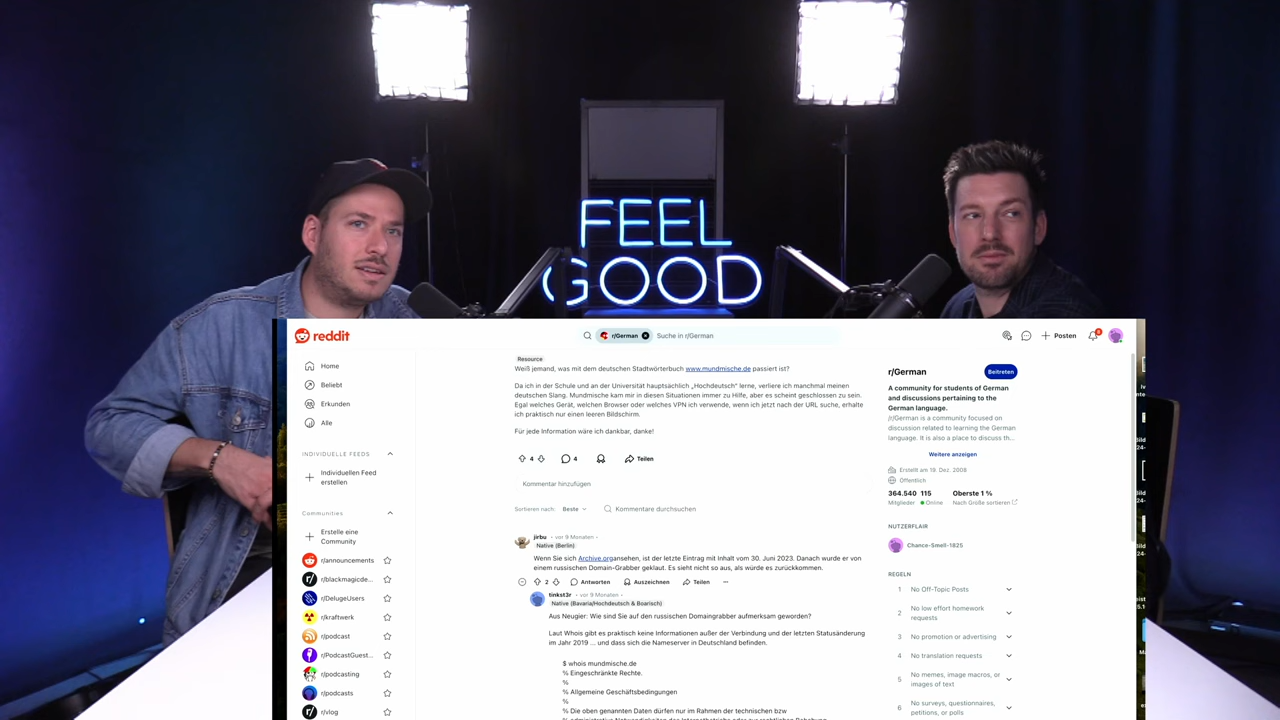 FEEL
GOOD
reddit
r/German
Suche in r/German
Posten
Home
Beliebt
Erkunden
Alle
INDIVIDUELLE FEEDS
Individuellen Feed
erstellen
Communities
Erstelle eine
Community
r/announcements
r/blackmagicde...
r/DelugeUsers
r/kraftwerk
r/podcast
r/PodcastGuest...
r/podcasting
r/podcasts
r/vlog
Resource
Weiß jemand, was mit dem deutschen Stadtwörterbuch www.mundmische.de passiert ist?
Da ich in der Schule und an der Universität hauptsächlich „Hochdeutsch" lerne, verliere ich manchmal meinen
deutschen Slang. Mundmische kam mir in diesen Situationen immer zu Hilfe, aber es scheint geschlossen zu sein.
Egal welches Gerät, welchen Browser oder welches VPN ich verwende, wenn ich jetzt nach der URL suche, erhalte
ich praktisch nur einen leeren Bildschirm.
Für jede Information wäre ich dankbar, danke!
4 4 Teilen
Kommentar hinzufügen
Sortieren nach: Beste Kommentare durchsuchen
jirbu • vor 9 Monaten •
Native (Berlin)
Wenn Sie sich Archive.organsehen, ist der letzte Eintrag mit Inhalt vom 30. Juni 2023. Danach wurde er von
einem russischen Domain-Grabber geklaut. Es sieht nicht so aus, als würde es zurückkommen.
2 Antworten Auszeichnen Teilen ...
tinkst3r • vor 9 Monaten •
Native (Bavaria/Hochdeutsch & Boarisch)
Aus Neugier: Wie sind Sie auf den russischen Domaingrabber aufmerksam geworden?
Laut Whois gibt es praktisch keine Informationen außer der Verbindung und der letzten Statusänderung
im Jahr 2019 ... und dass sich die Nameserver in Deutschland befinden.
$ whois mundmische.de
% Eingeschränkte Rechte.
%
% Allgemeine Geschäftsbedingungen
%
% Die oben genannten Daten dürfen nur im Rahmen der technischen bzw
r/German
Beitreten
A community for students of German
and discussions pertaining to the
German language.
/r/German is a community focused on
discussion related to learning the German
language. It is also a place to discuss th...
Weitere anzeigen
Erstellt am 19. Dez. 2008
Öffentlich
364.540 115 Oberste 1 %
Mitglieder Online Nach Größe sortieren
NUTZERFLAIR
Chance-Smell-1825
REGELN
1 No Off-Topic Posts
2 No low effort homework
requests
3 No promotion or advertising
4 No translation requests
5 No memes, image macros, or
images of text
6 No surveys, questionnaires,
petitions, or polls